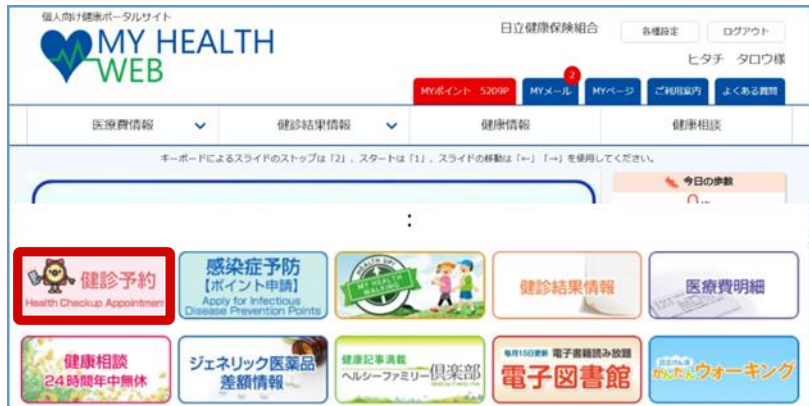 個人向け健康ポータルサイト
MY HEALTH
WEB
日立健康保険組合
各種設定
ログアウト
ヒタチ タロウ様
MYポイント 5209P
MYメール
2
MYページ
ご利用案内
よくある質問
医療費情報
健診結果情報
健康情報
健康相談
キーボードによるスライドのストップは「2」、スタートは「1」、スライドの移動は「←」「→」を使用してください。
今日の歩数
:
健診予約
Health Checkup Appointment
感染症予防
【ポイント申請】
Apply for Infectious
Disease Prevention Points
HEALTH UP!
MY HEALTH
WALKING
健診結果情報
医療費明細
健康相談
24時間年中無休
ジェネリック医薬品
差額情報
健康記事満載
ヘルシーファミリー倶楽部
毎月15日更新 電子書籍読み放題
電子図書館
かんたんウォーキング